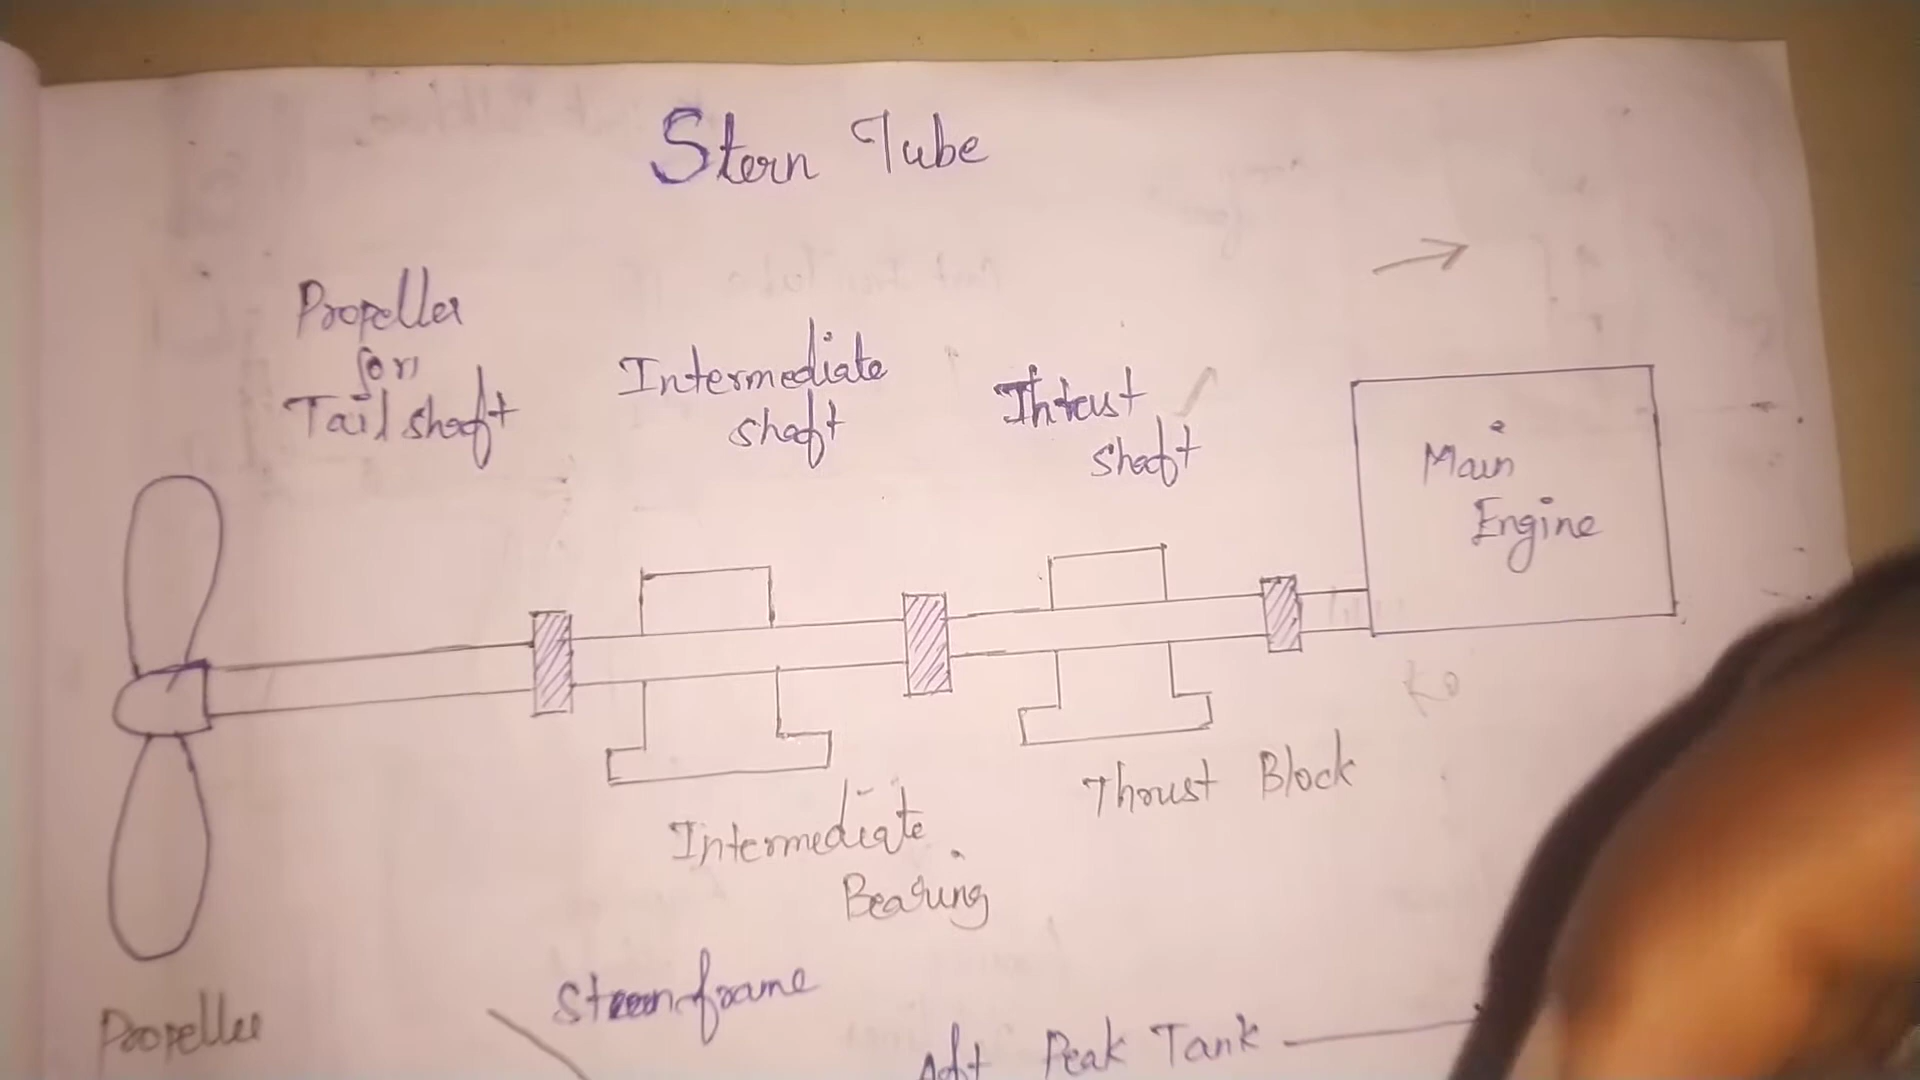 Stern Tube
Propeller
(or)
Tail shaft
Intermediate
shaft
Thrust
shaft
Main
Engine
Thrust Block
Intermediate
Bearing
Sternframe
Propeller
Aft Peak Tank